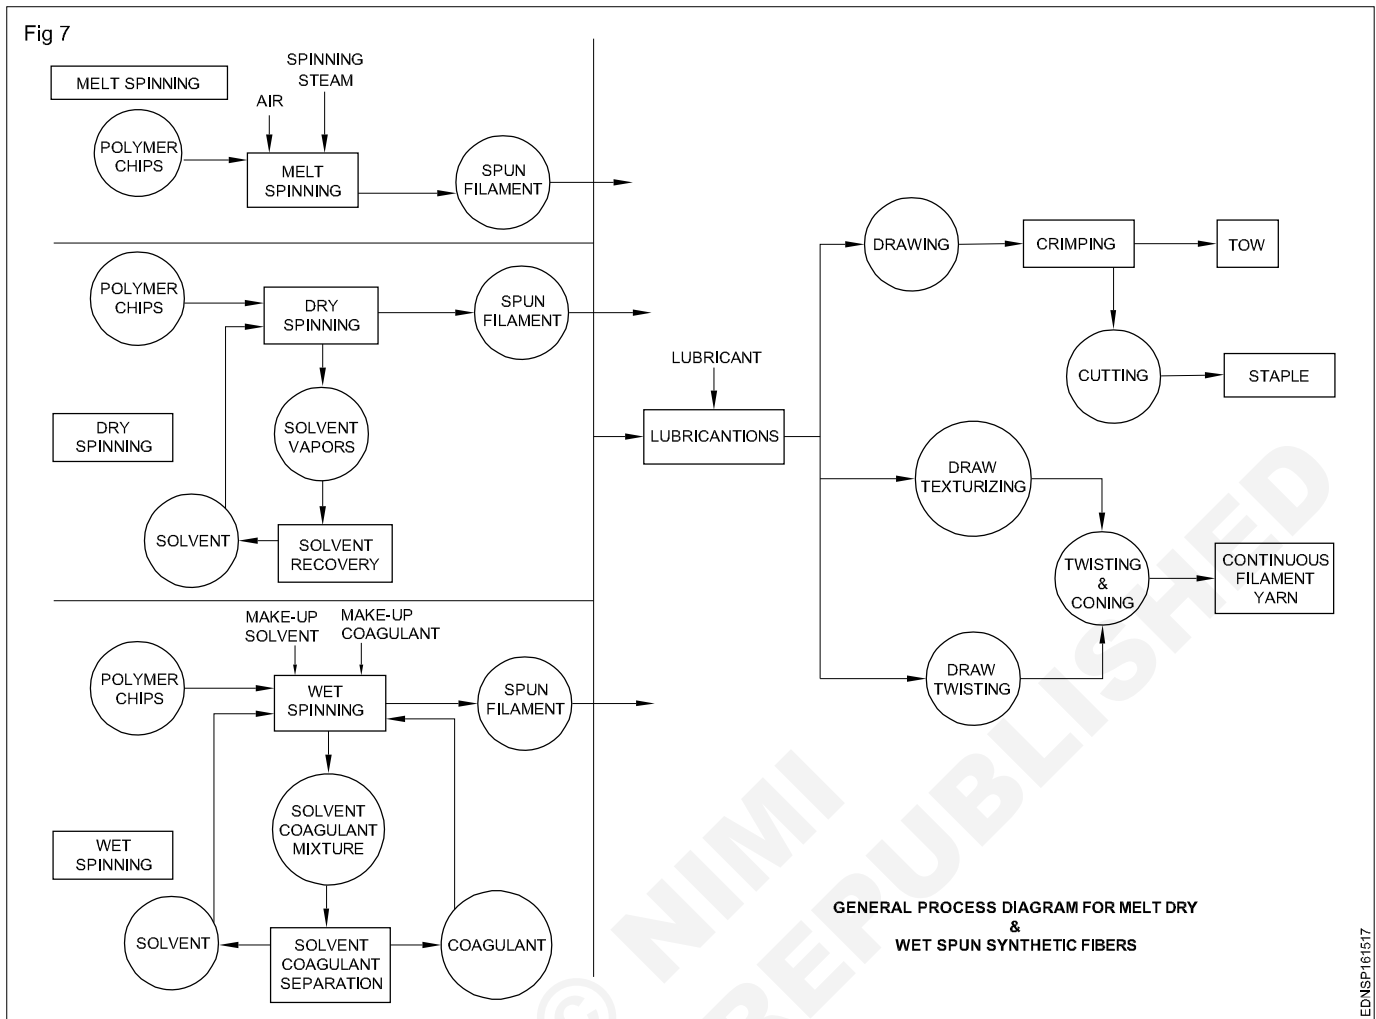 Fig 7
MELT SPINNING
AIR
SPINNING
STEAM
POLYMER
CHIPS
MELT
SPINNING
SPUN
FILAMENT
POLYMER
CHIPS
DRY
SPINNING
SPUN
FILAMENT
DRY
SPINNING
SOLVENT
VAPORS
SOLVENT
SOLVENT
RECOVERY
MAKE-UP
SOLVENT
MAKE-UP
COAGULANT
POLYMER
CHIPS
WET
SPINNING
SPUN
FILAMENT
SOLVENT
COAGULANT
MIXTURE
WET
SPINNING
SOLVENT
SOLVENT
COAGULANT
SEPARATION
COAGULANT
LUBRICANT
LUBRICANTIONS
DRAWING
CRIMPING
TOW
CUTTING
STAPLE
DRAW
TEXTURIZING
TWISTING
&
CONING
CONTINUOUS
FILAMENT
YARN
DRAW
TWISTING
GENERAL PROCESS DIAGRAM FOR MELT DRY
&
WET SPUN SYNTHETIC FIBERS
EDNSP161517
© NIMI
REPUBLISHED